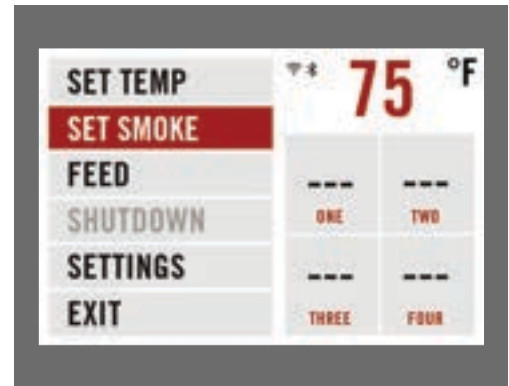 SET TEMP
SET SMOKE
FEED
SHUTDOWN
SETTINGS
EXIT
75 °F
--- ---
ONE TWO
--- ---
THREE FOUR